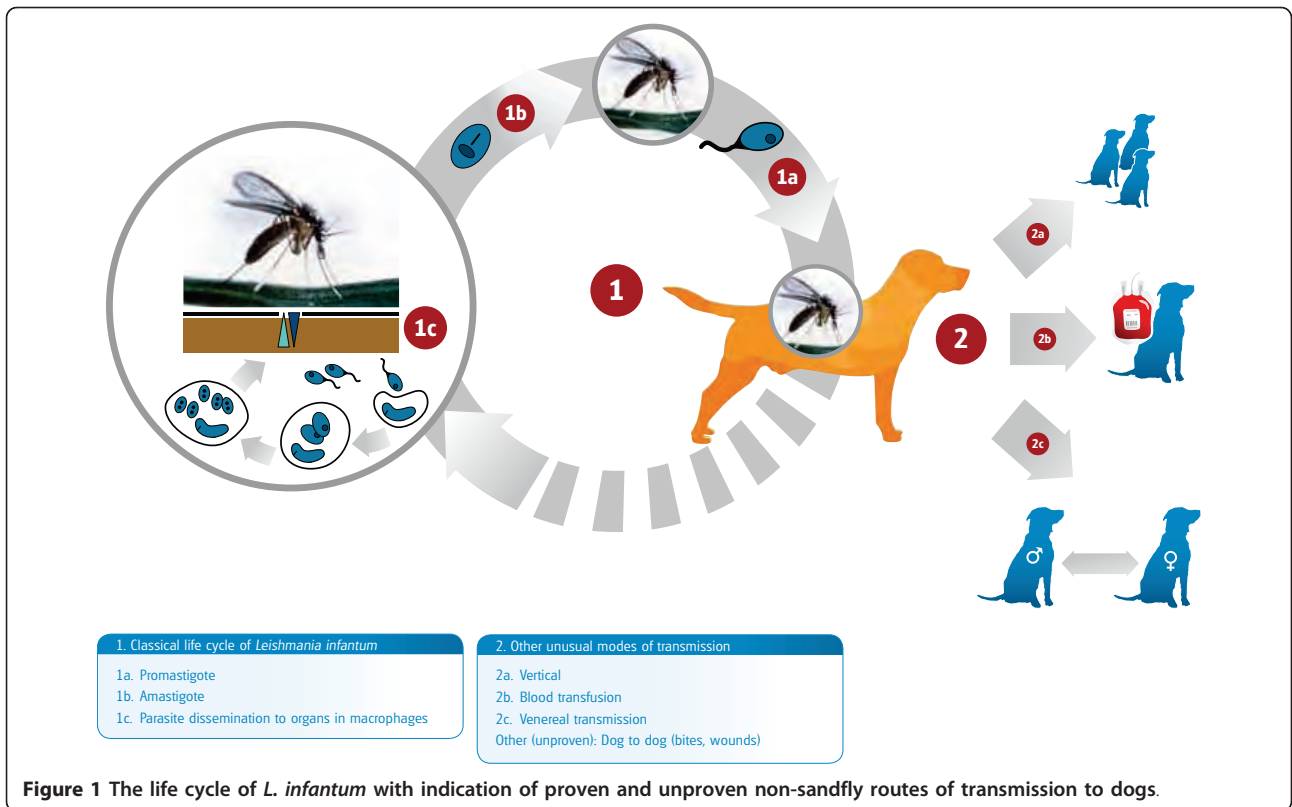 1b
1a
1
1c
2
2a
2b
2c
♂
♀
1. Classical life cycle of Leishmania infantum
1a. Promastigote
1b. Amastigote
1c. Parasite dissemination to organs in macrophages
2. Other unusual modes of transmission
2a. Vertical
2b. Blood transfusion
2c. Venereal transmission
Other (unproven): Dog to dog (bites, wounds)
Figure 1 The life cycle of L. infantum with indication of proven and unproven non-sandfly routes of transmission to dogs.